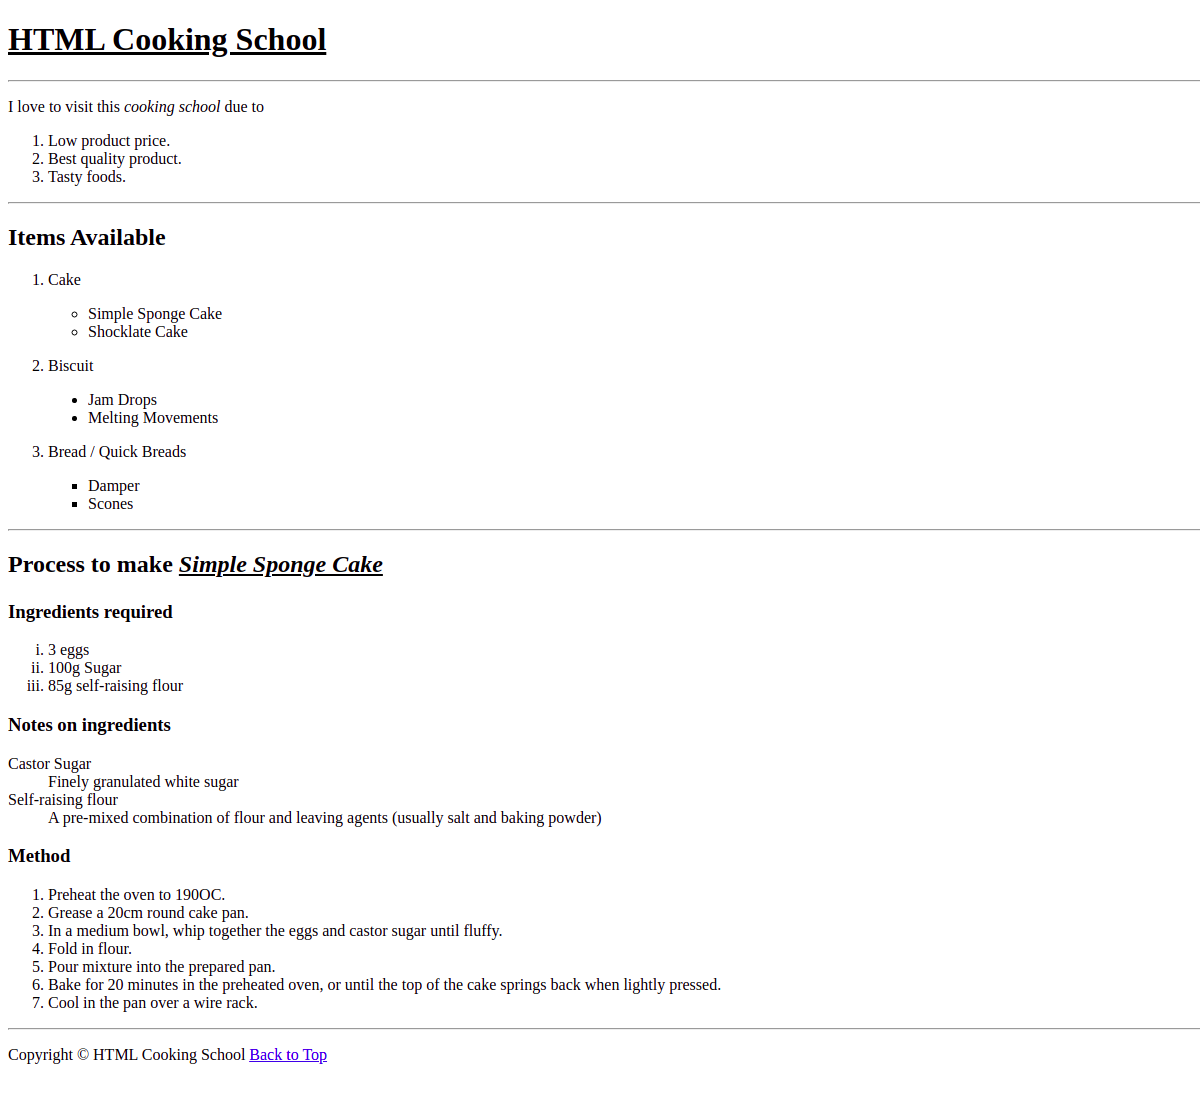 HTML Cooking School
I love to visit this cooking school due to
1. Low product price.
2. Best quality product.
3. Tasty foods.
Items Available
1. Cake
Simple Sponge Cake
Shocklate Cake
2. Biscuit
Jam Drops
Melting Movements
3. Bread / Quick Breads
Damper
Scones
Process to make Simple Sponge Cake
Ingredients required
i. 3 eggs
ii. 100g Sugar
iii. 85g self-raising flour
Notes on ingredients
Castor Sugar
Finely granulated white sugar
Self-raising flour
A pre-mixed combination of flour and leaving agents (usually salt and baking powder)
Method
1. Preheat the oven to 190OC.
2. Grease a 20cm round cake pan.
3. In a medium bowl, whip together the eggs and castor sugar until fluffy.
4. Fold in flour.
5. Pour mixture into the prepared pan.
6. Bake for 20 minutes in the preheated oven, or until the top of the cake springs back when lightly pressed.
7. Cool in the pan over a wire rack.
Copyright © HTML Cooking School Back to Top